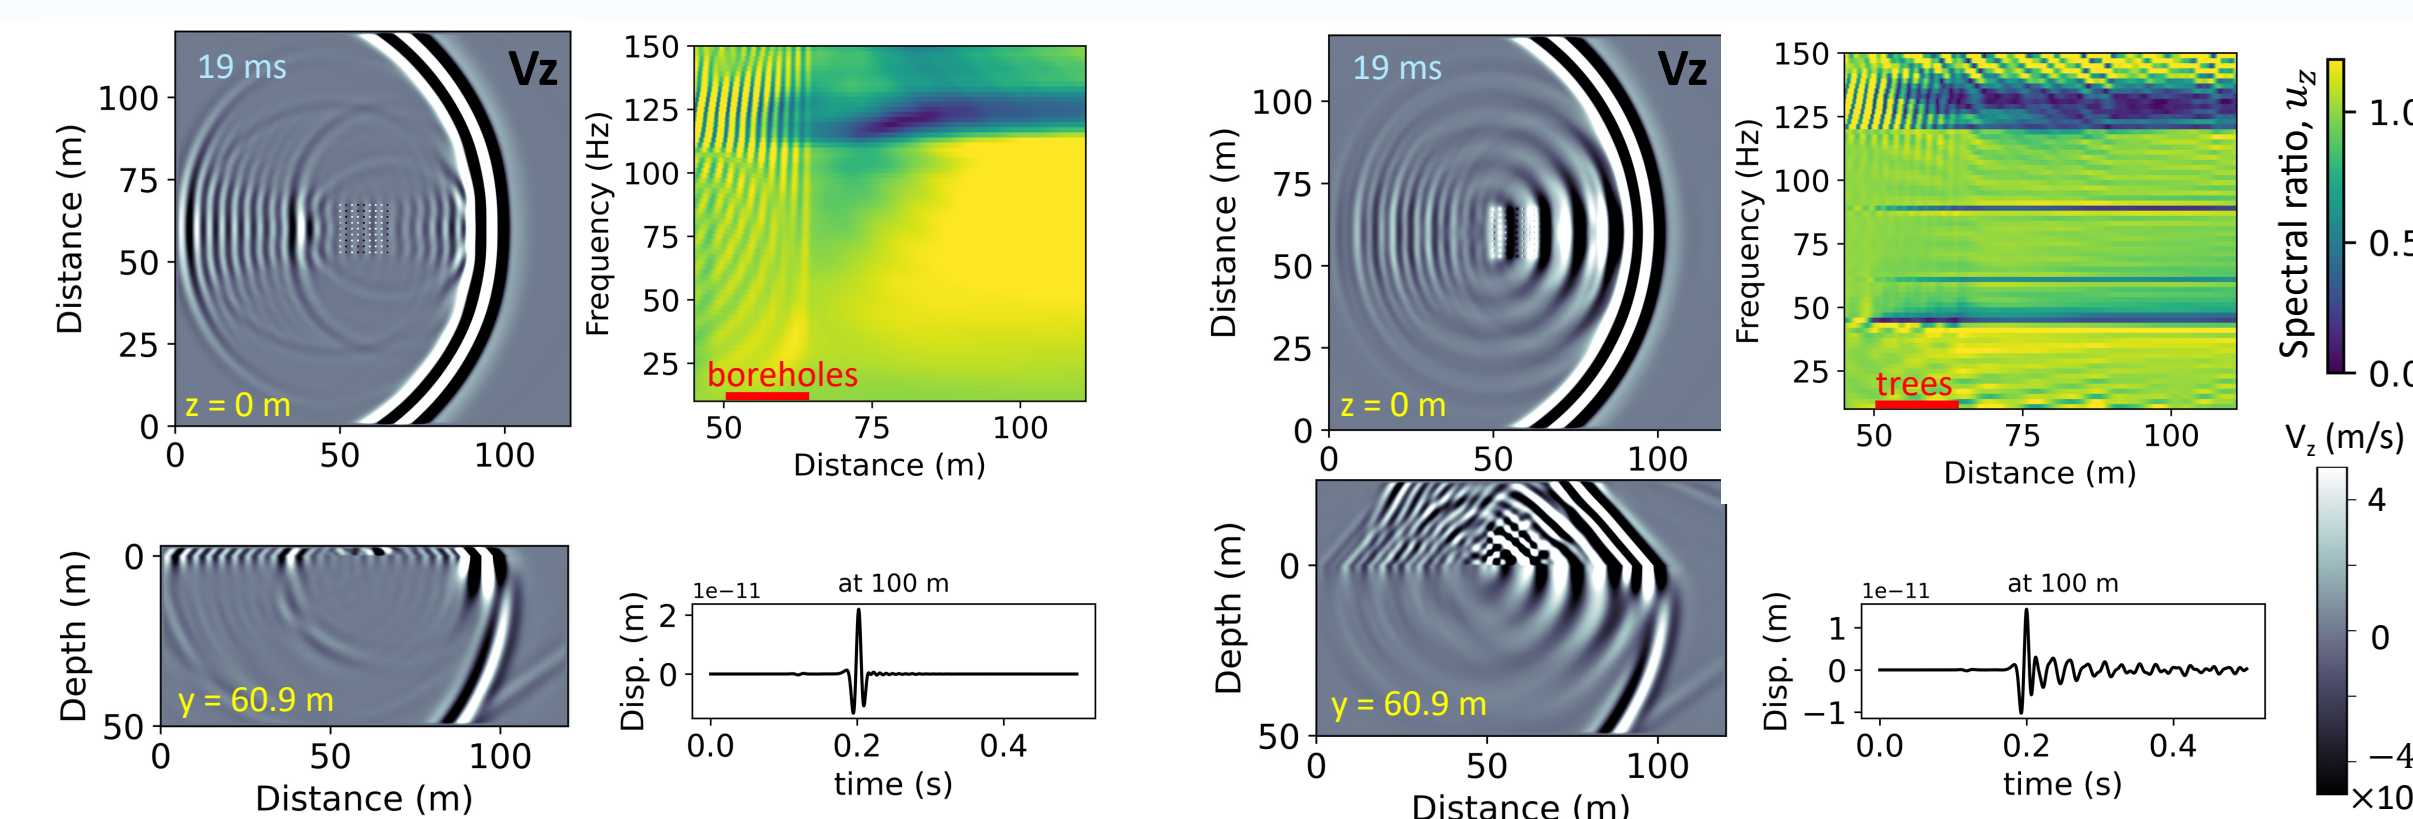 19 ms
Vz
100
75
50
25
0
Distance (m)
z = 0 m
0
50
100
150
125
100
75
50
25
Frequency (Hz)
boreholes
50
75
100
Distance (m)
0
50
Depth (m)
y = 60.9 m
0
50
100
Distance (m)
1e−11
at 100 m
2
0
Disp. (m)
0.0
0.2
0.4
time (s)
19 ms
Vz
100
75
50
25
0
Distance (m)
z = 0 m
0
50
100
150
125
100
75
50
25
Frequency (Hz)
trees
50
75
100
Distance (m)
Spectral ratio, uz
1.0
0.5
0.0
0
50
Depth (m)
y = 60.9 m
0
50
100
Distance (m)
1e−11
at 100 m
1
0
−1
Disp. (m)
0.0
0.2
0.4
time (s)
Vz (m/s)
4
0
−4
×10